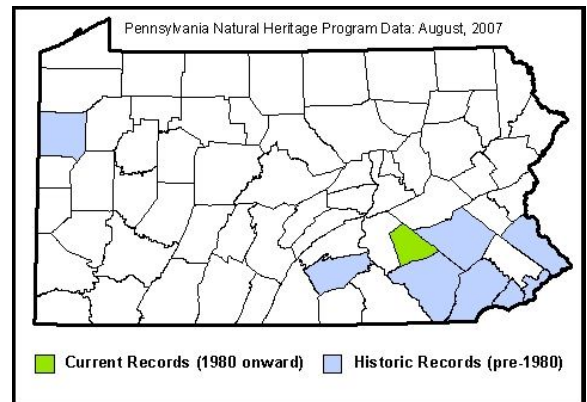 Pennsylvania Natural Heritage Program Data: August, 2007
Current Records (1980 onward) Historic Records (pre-1980)